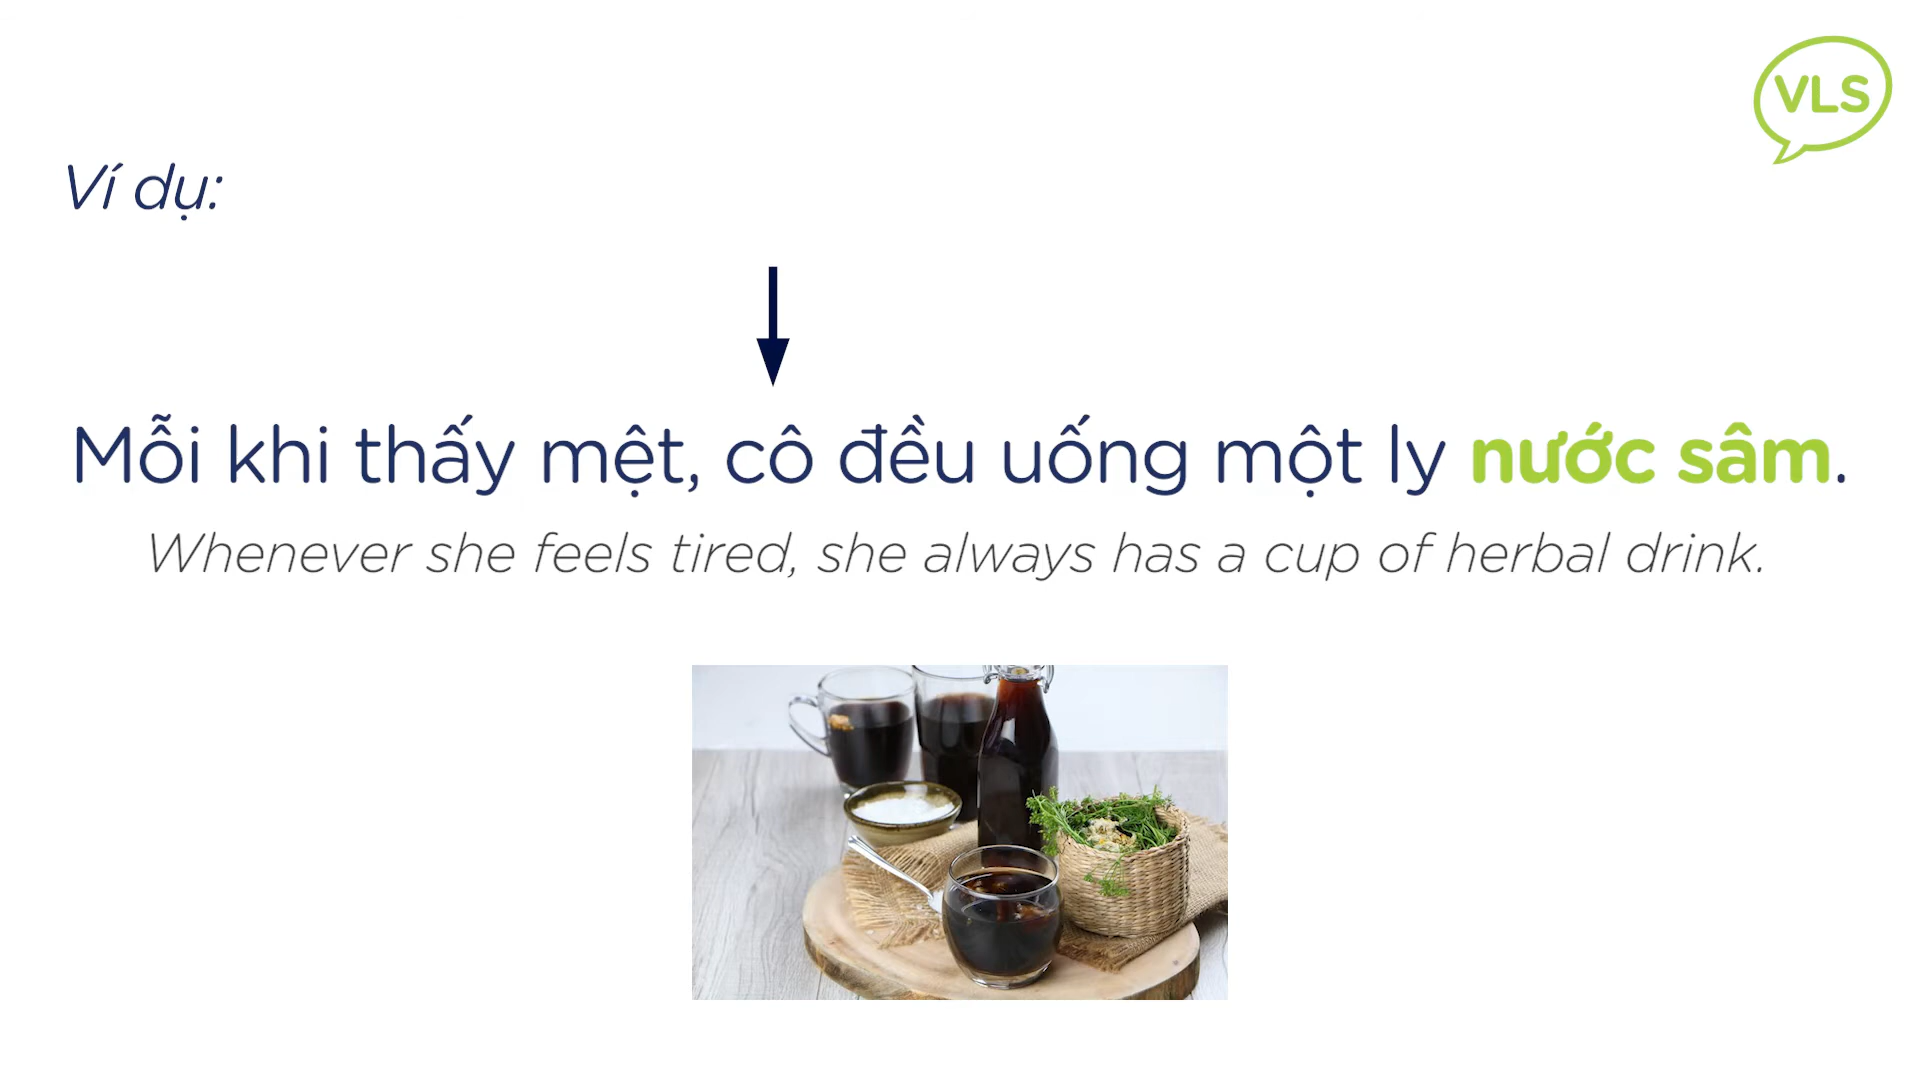 VLS
Ví dụ:
Mỗi khi thấy mệt, cô đều uống một ly nước sâm.
Whenever she feels tired, she always has a cup of herbal drink.